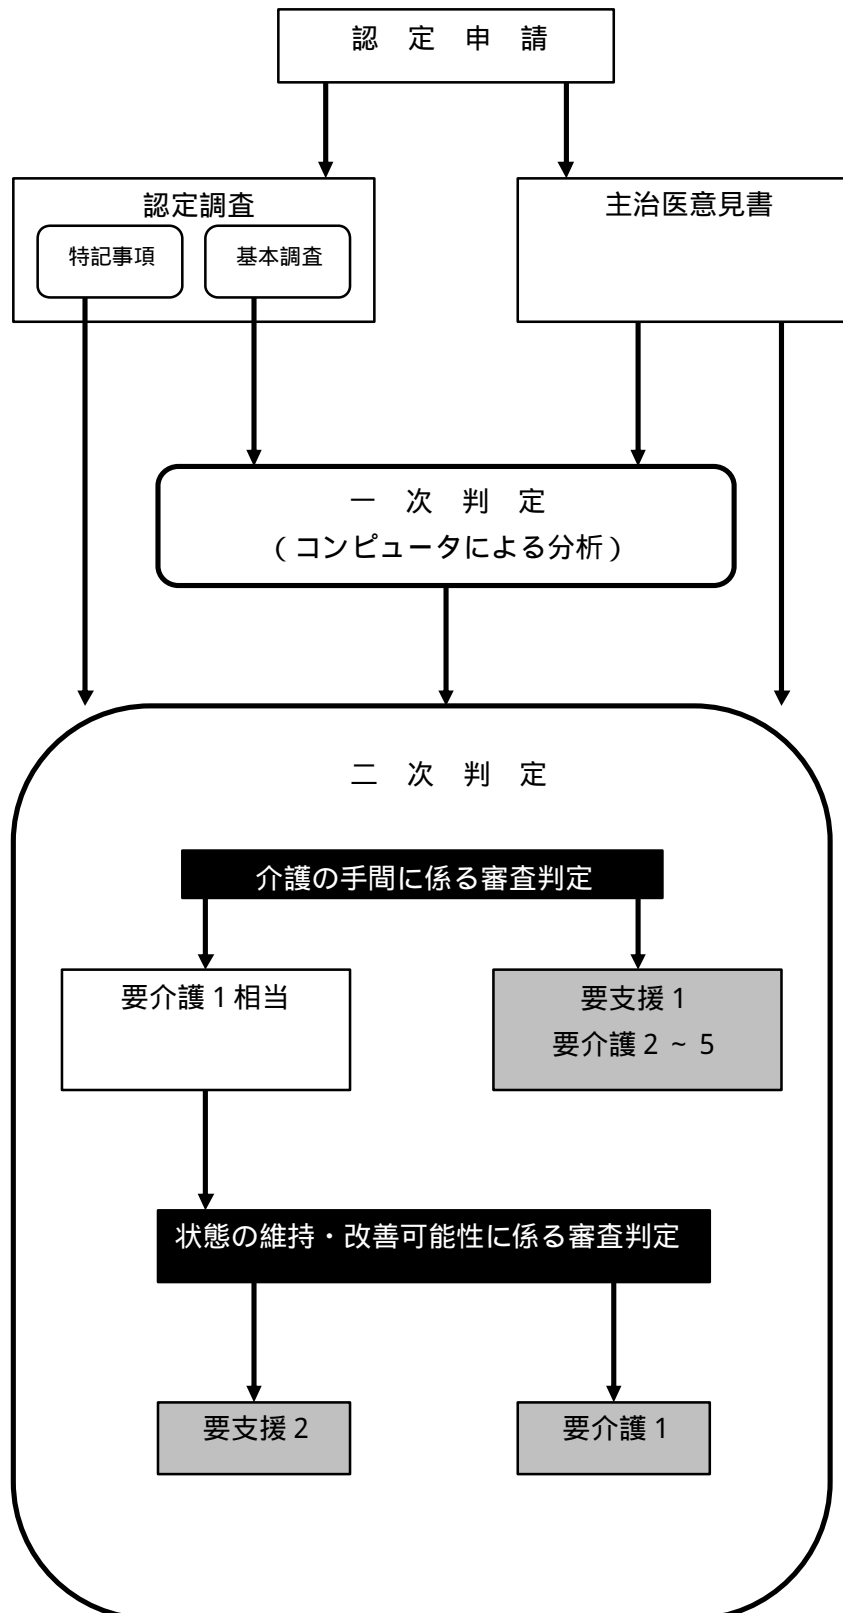 認 定 申 請
認定調査
主治医意見書
特記事項
基本調査
一 次 判 定
（コンピュータによる分析）
二 次 判 定
介護の手間に係る審査判定
要介護1相当
要支援1
要介護2 ~ 5
状態の維持・改善可能性に係る審査判定
要支援2
要介護1